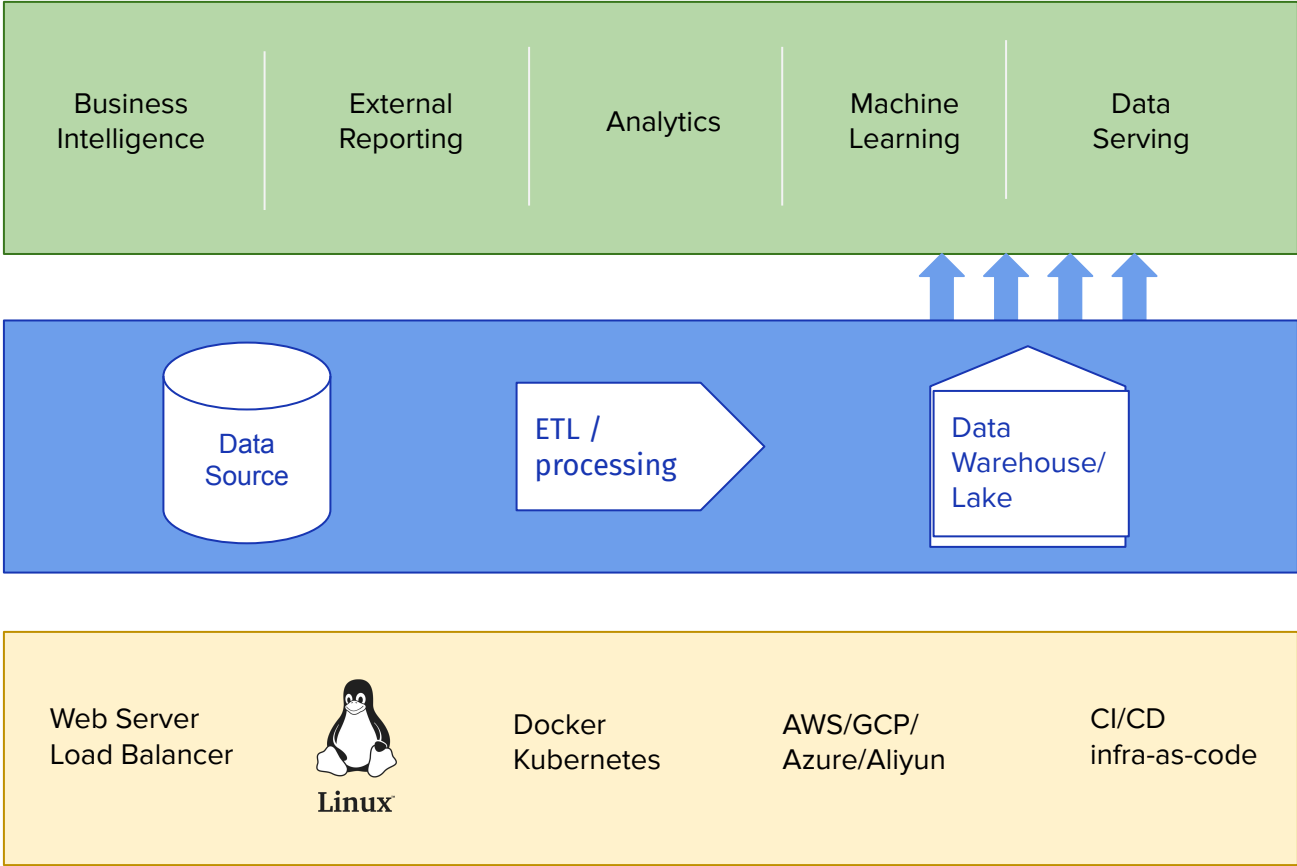 Business
Intelligence
External
Reporting
Analytics
Machine
Learning
Data
Serving
Data
Source
ETL /
processing
Data
Warehouse/
Lake
Web Server
Load Balancer
Linux
Docker
Kubernetes
AWS/GCP/
Azure/Aliyun
CI/CD
infra-as-code